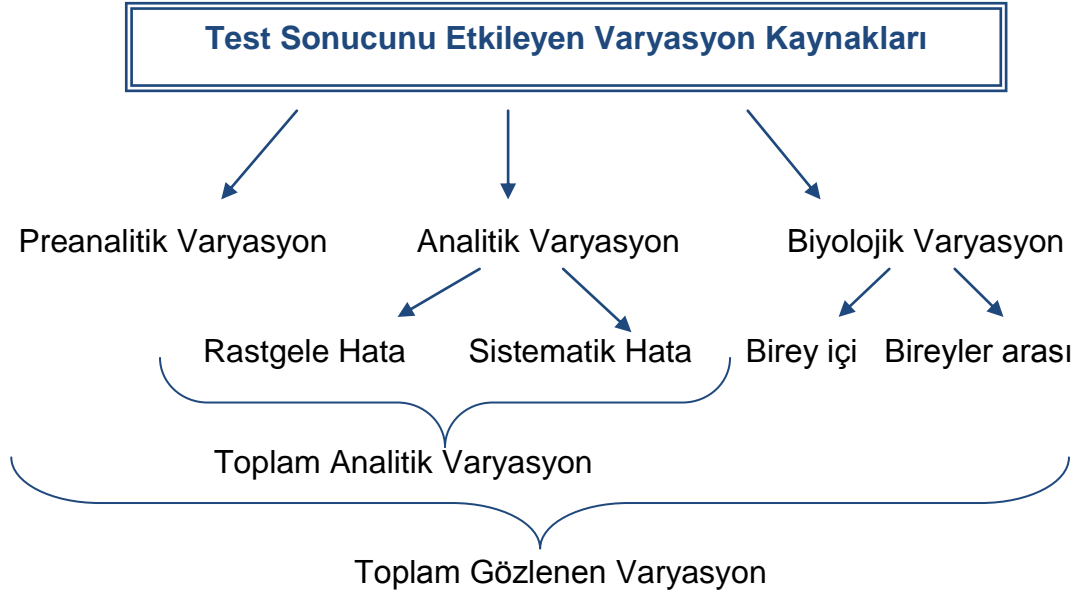 Test Sonucunu Etkileyen Varyasyon Kaynakları
Preanalitik Varyasyon
Analitik Varyasyon
Biyolojik Varyasyon
Rastgele Hata
Sistematik Hata
Birey içi
Bireyler arası
Toplam Analitik Varyasyon
Toplam Gözlenen Varyasyon